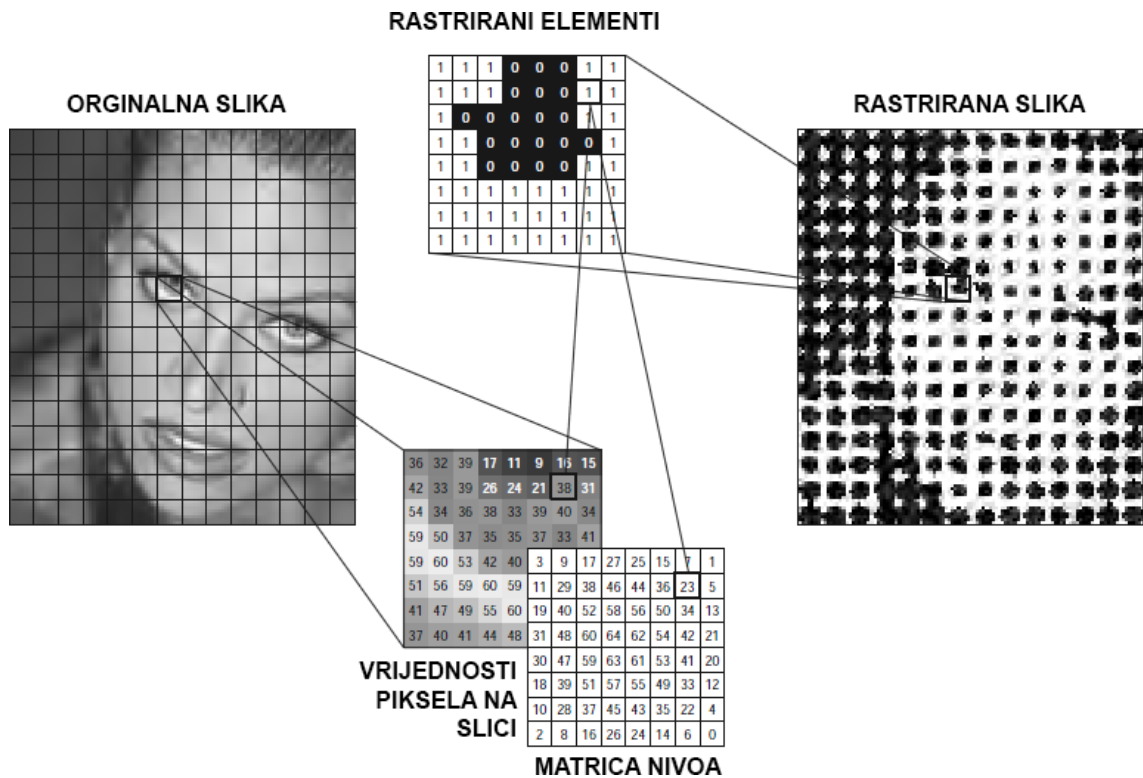 RASTRIRANI ELEMENTI
1 1 1 0 0 0 1 1
1 1 1 0 0 0 1 1
1 0 0 0 0 0 1 1
1 1 0 0 0 0 0 1
1 1 0 0 0 0 1 1
1 1 1 1 1 1 1 1
1 1 1 1 1 1 1 1
1 1 1 1 1 1 1 1
ORGINALNA SLIKA
RASTRIRANA SLIKA
36 32 39 17 11 9 16 15
42 33 39 26 24 21 38 31
54 34 36 38 33 39 40 34
59 50 37 35 35 37 33 41
59 60 53 42 40
51 56 59 60 59
41 47 49 55 60
37 40 41 44 48
VRIJEDNOSTI
PIKSELA NA
SLICI
3 9 17 27 25 15 7 1
11 29 38 46 44 36 23 5
19 40 52 58 56 50 34 13
31 48 60 64 62 54 42 21
30 47 59 63 61 53 41 20
18 39 51 57 55 49 33 12
10 28 37 45 43 35 22 4
2 8 16 26 24 14 6 0
MATRICA NIVOA